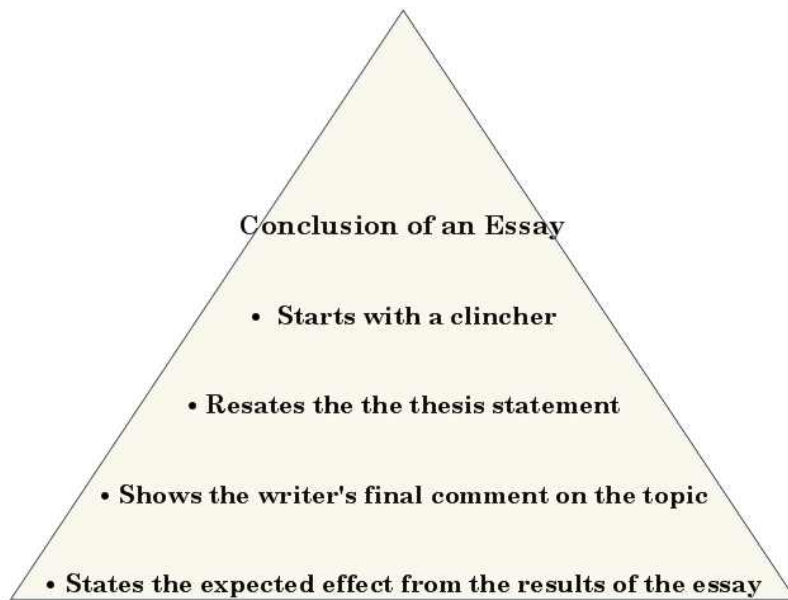 Conclusion of an Essay
• Starts with a clincher
• Resates the the thesis statement
• Shows the writer's final comment on the topic
• States the expected effect from the results of the essay